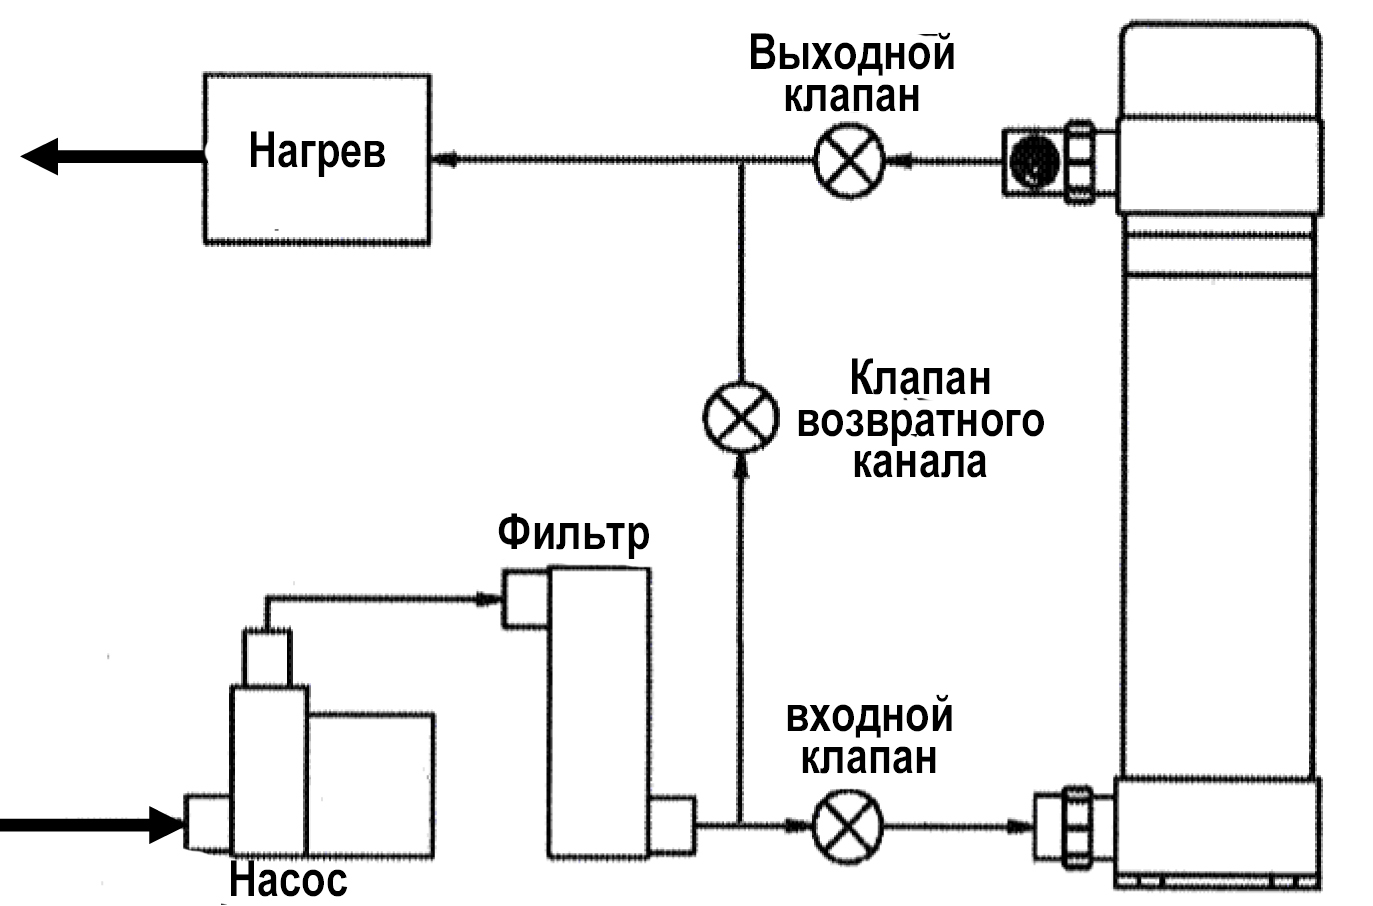 Выходной
клапан
Нагрев
Клапан
возвратного
канала
Фильтр
входной
клапан
Насос